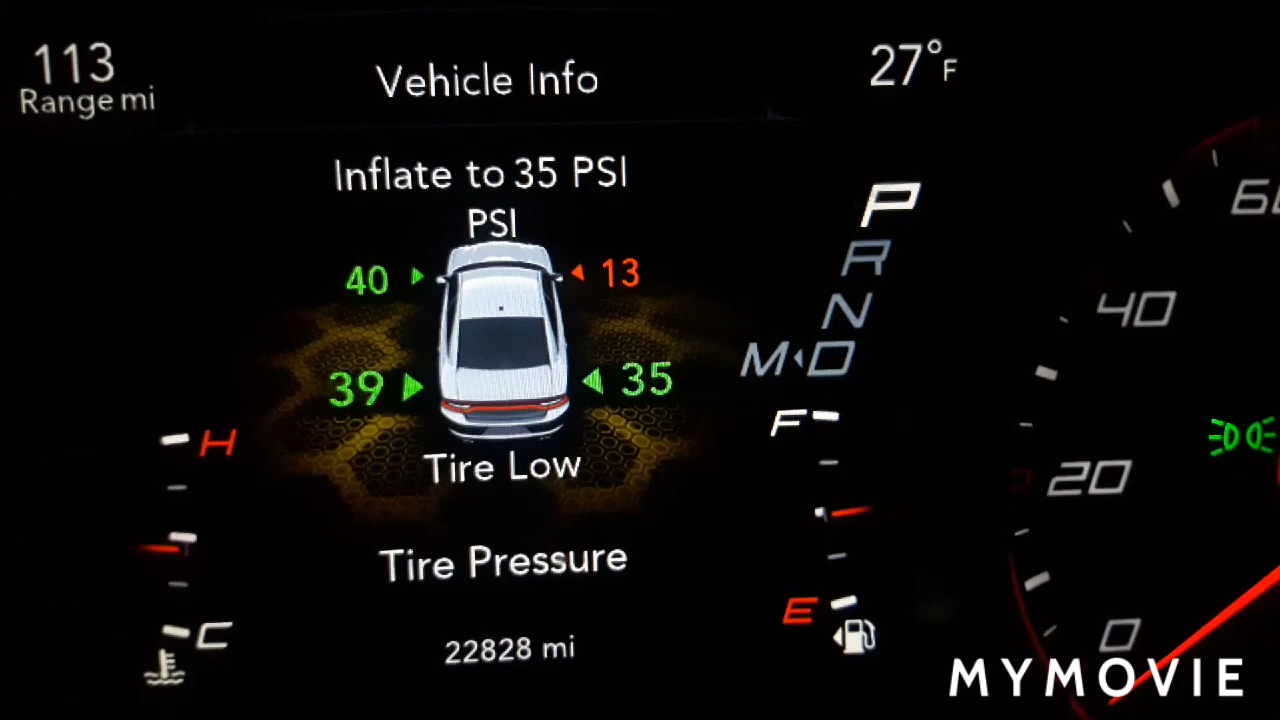 113
Range mi
Vehicle Info
27°F
Inflate to 35 PSI
PSI
40
13
39
35
Tire Low
Tire Pressure
22828 mi
H
C
P
R
N
M D
F
E
40
20
0
MYMOVIE